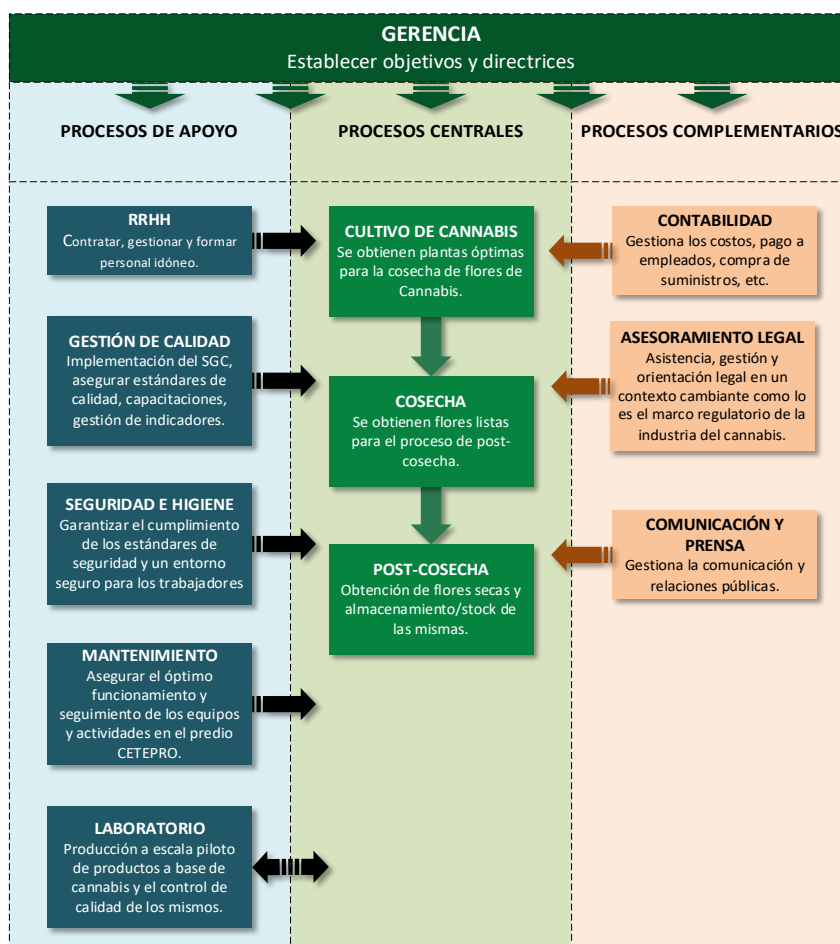 GERENCIA
Establecer objetivos y directrices
PROCESOS DE APOYO
PROCESOS CENTRALES
PROCESOS COMPLEMENTARIOS
RRHH
Contratar, gestionar y formar
personal idóneo.
GESTIÓN DE CALIDAD
Implementación del SGC,
asegurar estándares de
calidad, capacitaciones,
gestión de indicadores.
SEGURIDAD E HIGIENE
Garantizar el cumplimiento
de los estándares de
seguridad y un entorno
seguro para los trabajadores
MANTENIMIENTO
Asegurar el óptimo
funcionamiento y
seguimiento de los equipos
y actividades en el predio
CETEPRO.
LABORATORIO
Producción a escala piloto
de productos a base de
cannabis y el control de
calidad de los mismos.
CULTIVO DE CANNABIS
Se obtienen plantas óptimas
para la cosecha de flores de
Cannabis.
COSECHA
Se obtienen flores listas
para el proceso de post-
cosecha.
POST-COSECHA
Obtención de flores secas y
almacenamiento/stock de
las mismas.
CONTABILIDAD
Gestiona los costos, pago a
empleados, compra de
suministros, etc.
ASESORAMIENTO LEGAL
Asistencia, gestión y
orientación legal en un
contexto cambiante como lo
es el marco regulatorio de la
industria del cannabis.
COMUNICACIÓN Y
PRENSA
Gestiona la comunicación y
relaciones públicas.